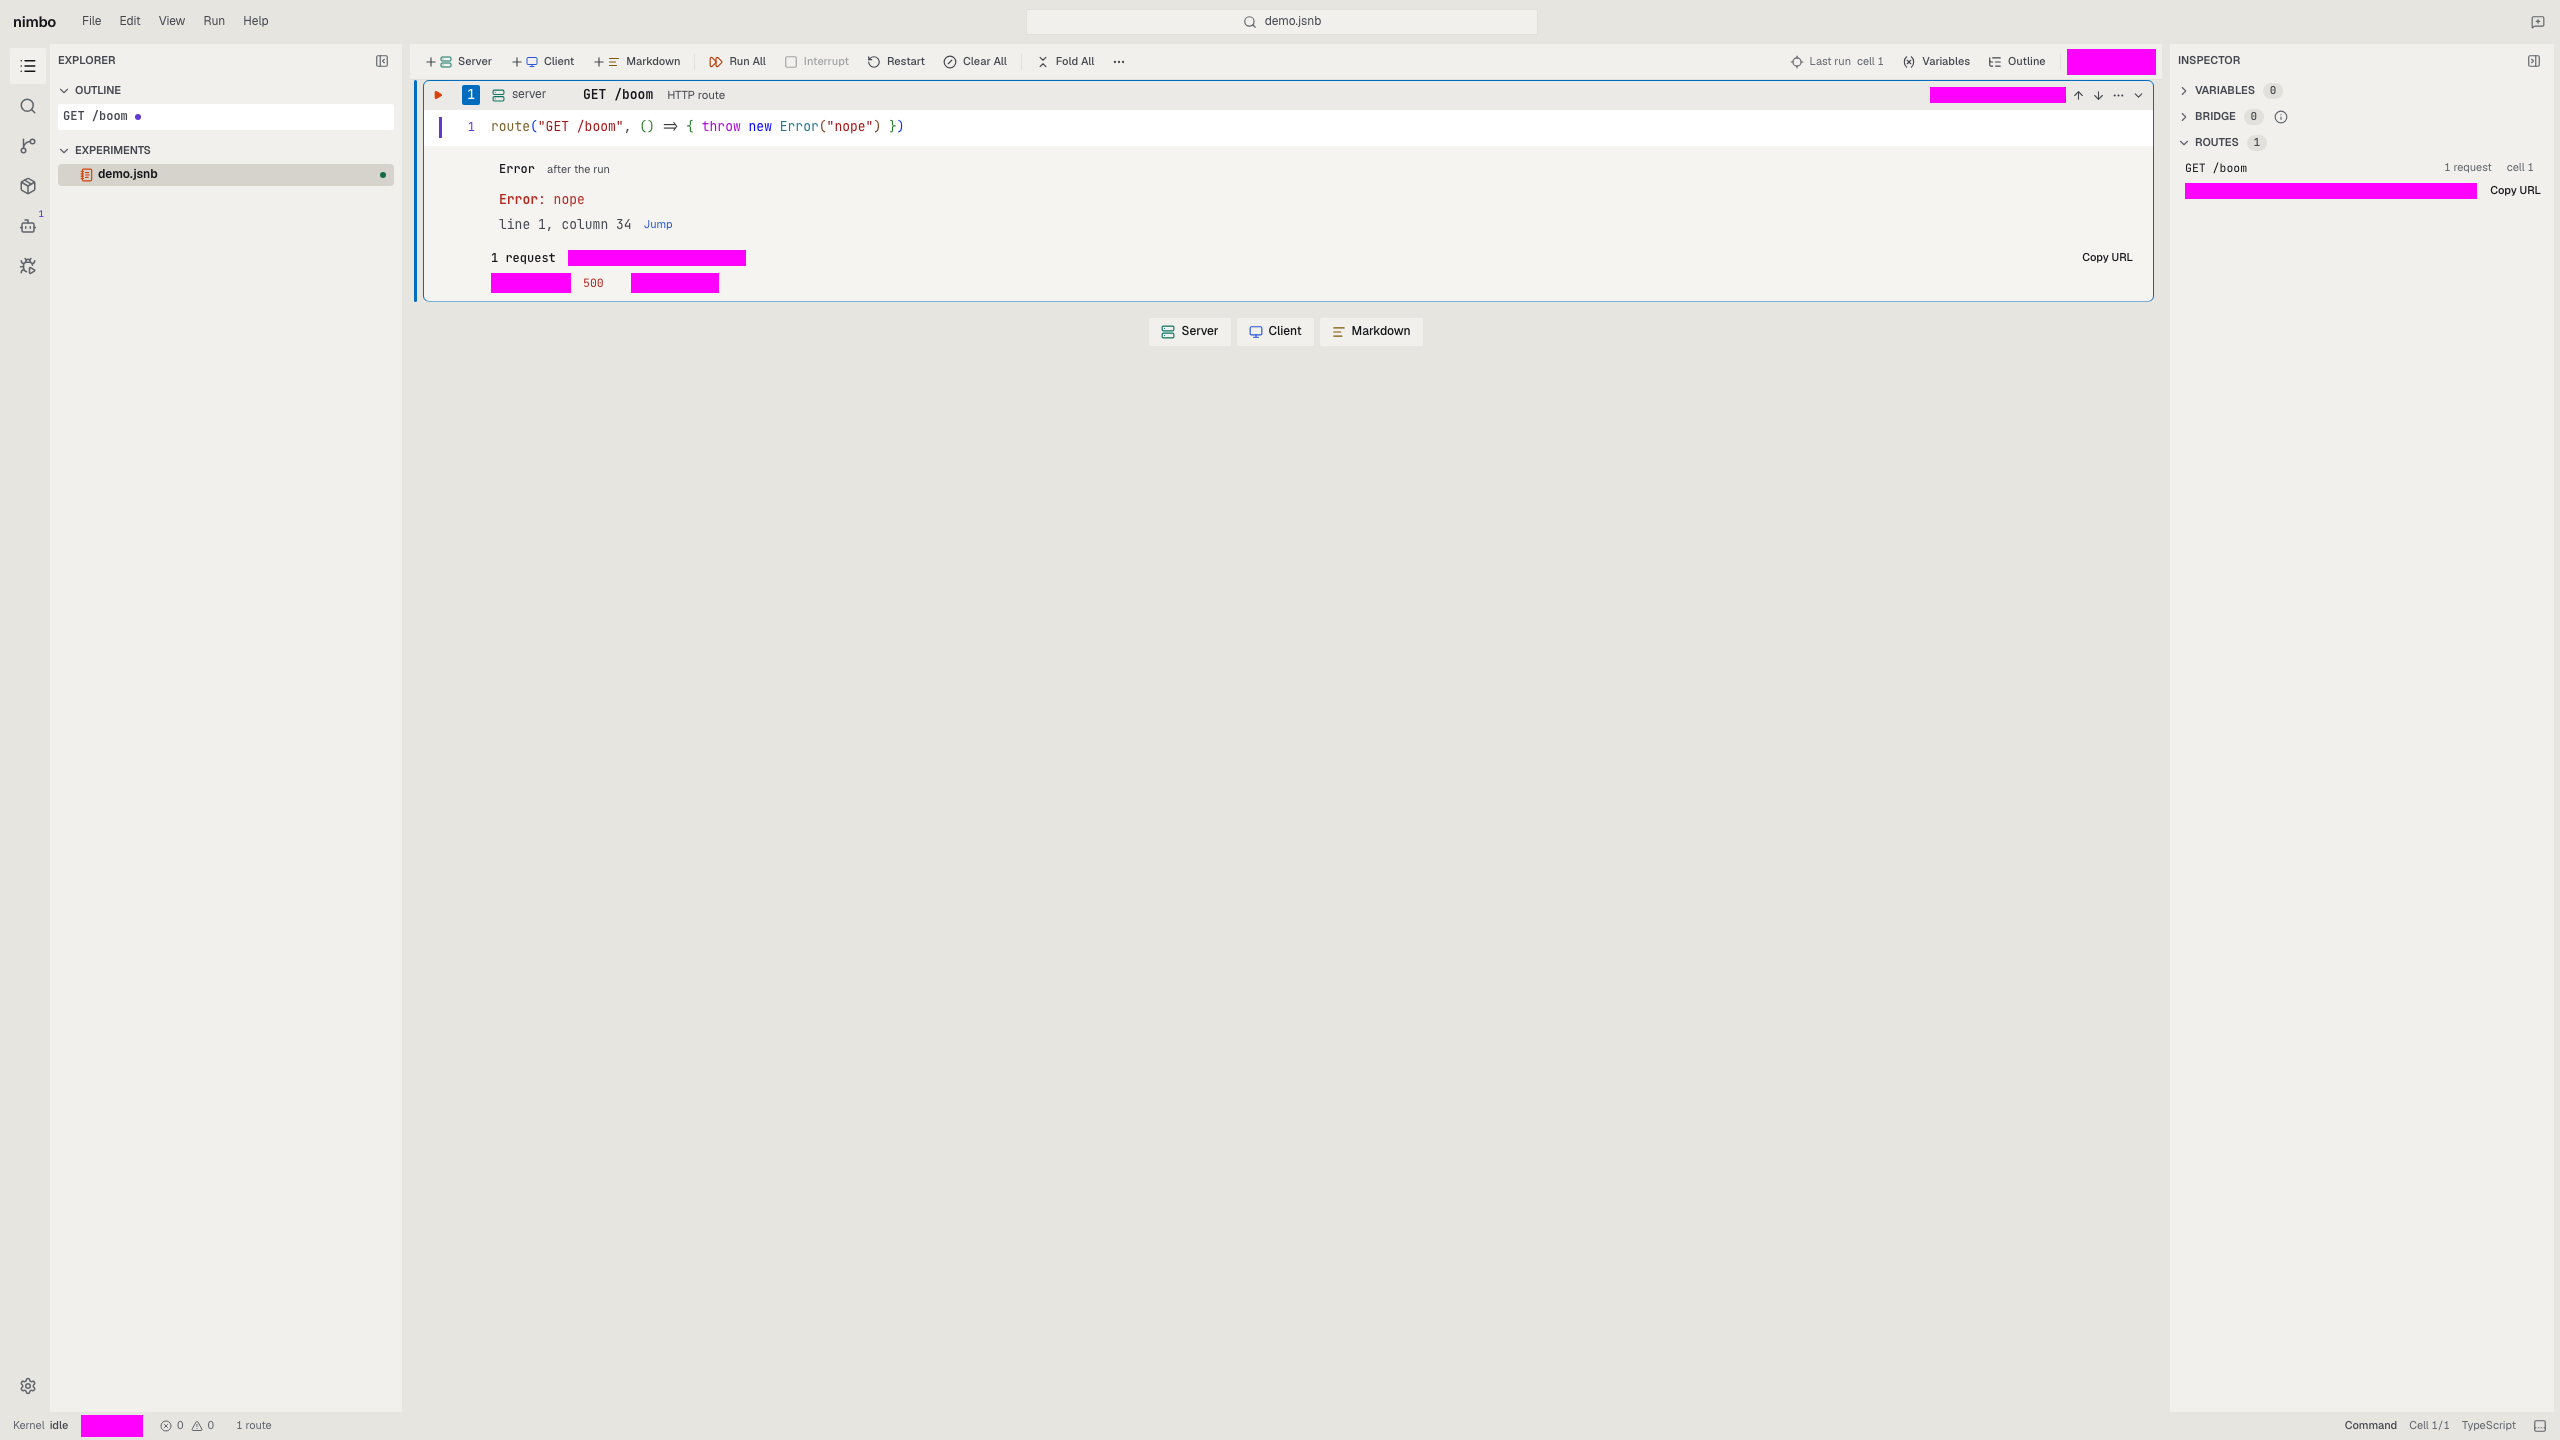 nimbo File Edit View Run Help demo.jsnb
EXPLORER
OUTLINE
GET /boom
EXPERIMENTS
demo.jsnb
1
Server Client Markdown Run All Interrupt Restart Clear All Fold All Last run cell 1 Variables Outline
1 server GET /boom HTTP route
1 route("GET /boom", () => { throw new Error("nope") })
Error after the run
Error: nope
line 1, column 34 Jump
1 request Copy URL
500
Server Client Markdown
INSPECTOR
VARIABLES 0
BRIDGE 0
ROUTES 1
GET /boom 1 request cell 1
Copy URL
Kernel idle 0 0 1 route Command Cell 1/1 TypeScript